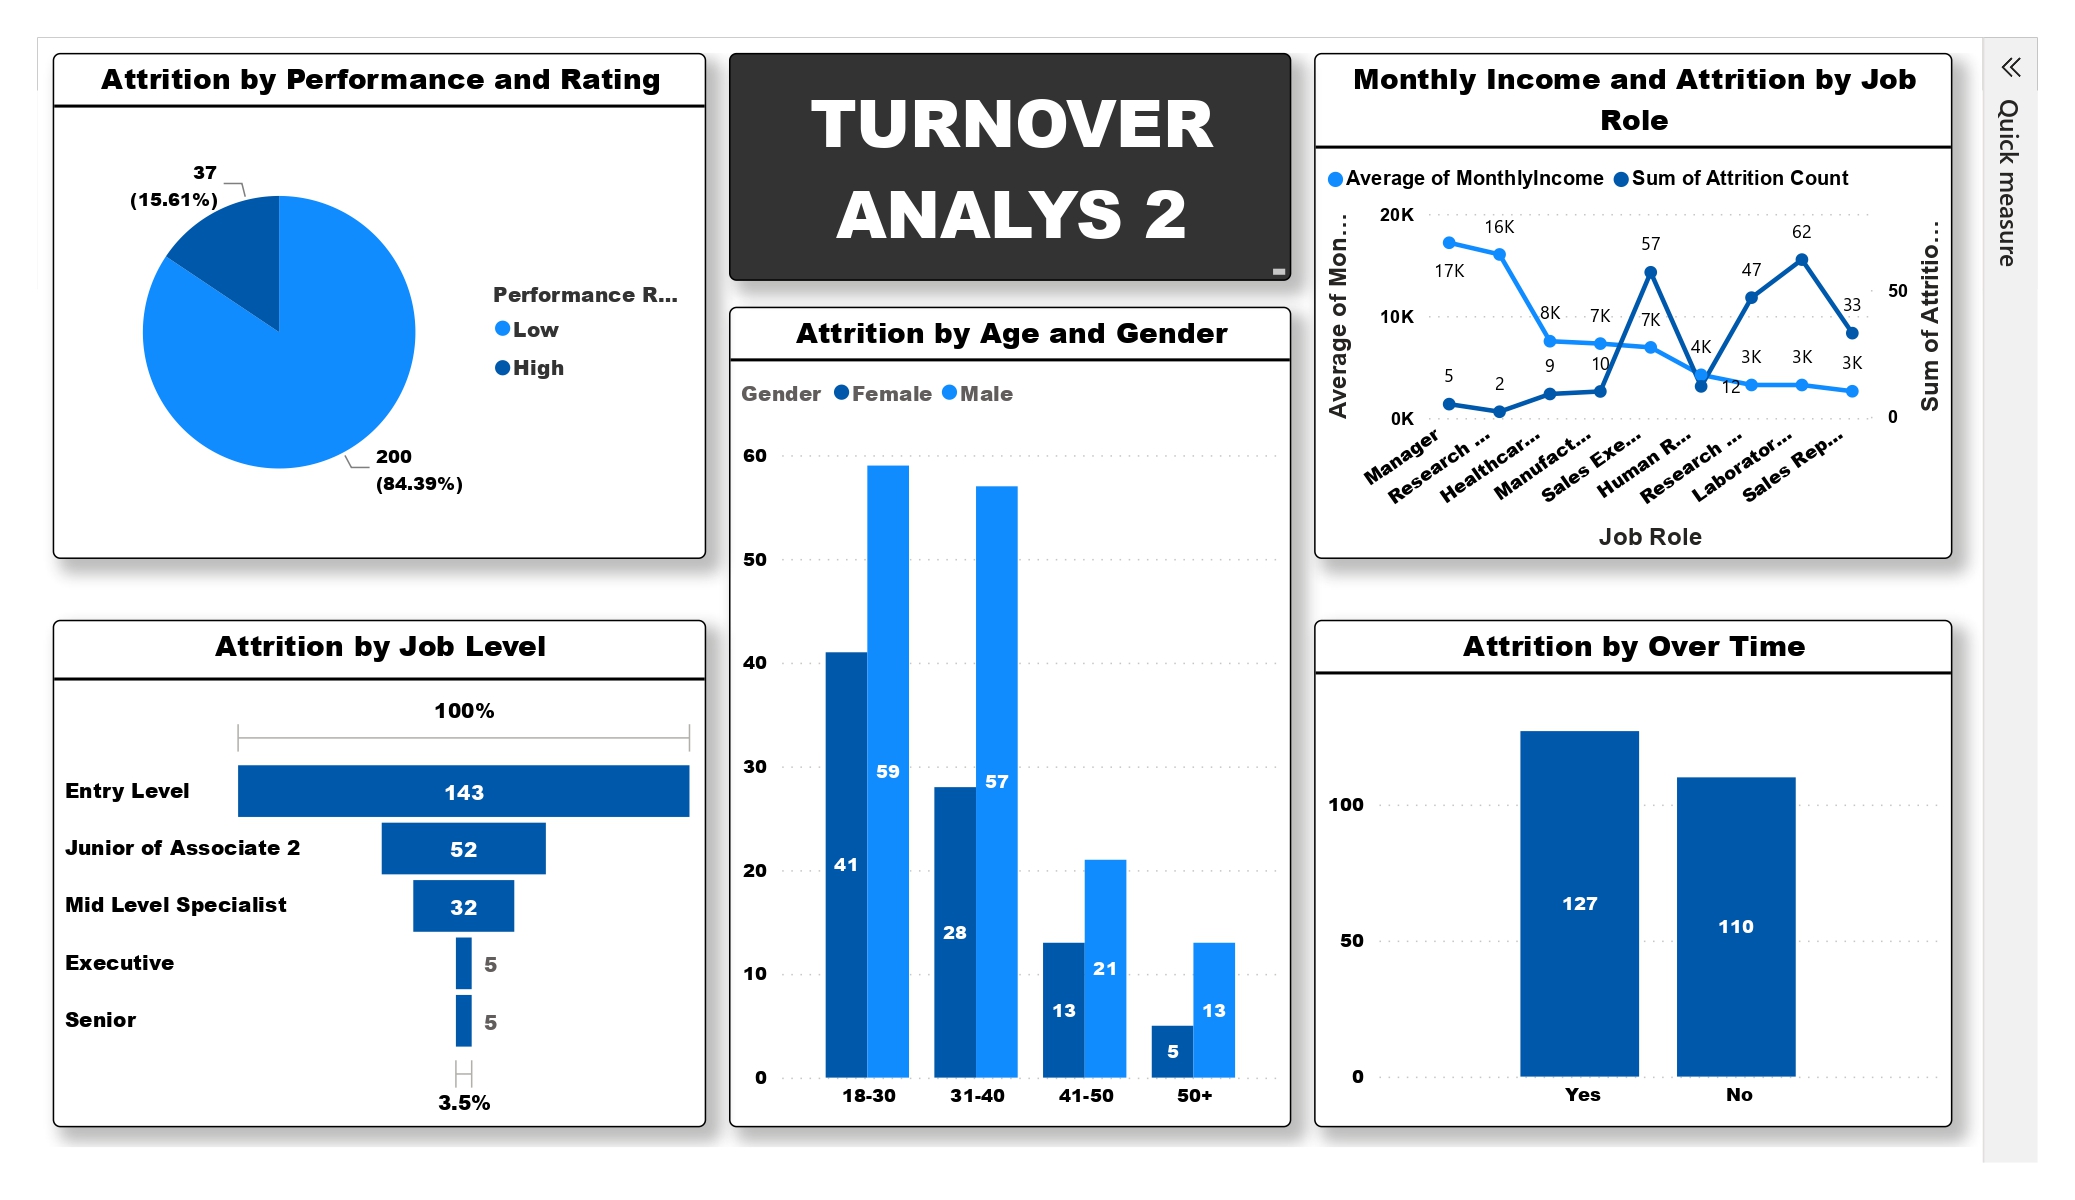 Attrition by Performance and Rating
37
(15.61%)
200
(84.39%)
Performance R...
Low
High
TURNOVER
ANALYS 2
Monthly Income and Attrition by Job
Role
Average of MonthlyIncome
Sum of Attrition Count
Average of Mon...
Sum of Attritio...
20K
10K
0K
50
0
17K
16K
8K
7K
7K
4K
3K
3K
3K
5
2
9
10
57
12
47
62
33
Manager
Research ...
Healthcar...
Manufact...
Sales Exe...
Human R...
Research ...
Laborator...
Sales Rep...
Job Role
Quick measure
Attrition by Job Level
100%
Entry Level 143
Junior of Associate 2 52
Mid Level Specialist 32
Executive 5
Senior 5
3.5%
Attrition by Age and Gender
Gender Female Male
60
50
40
30
20
10
0
41
59
28
57
13
21
5
13
18-30 31-40 41-50 50+
Attrition by Over Time
100
50
0
127
110
Yes No